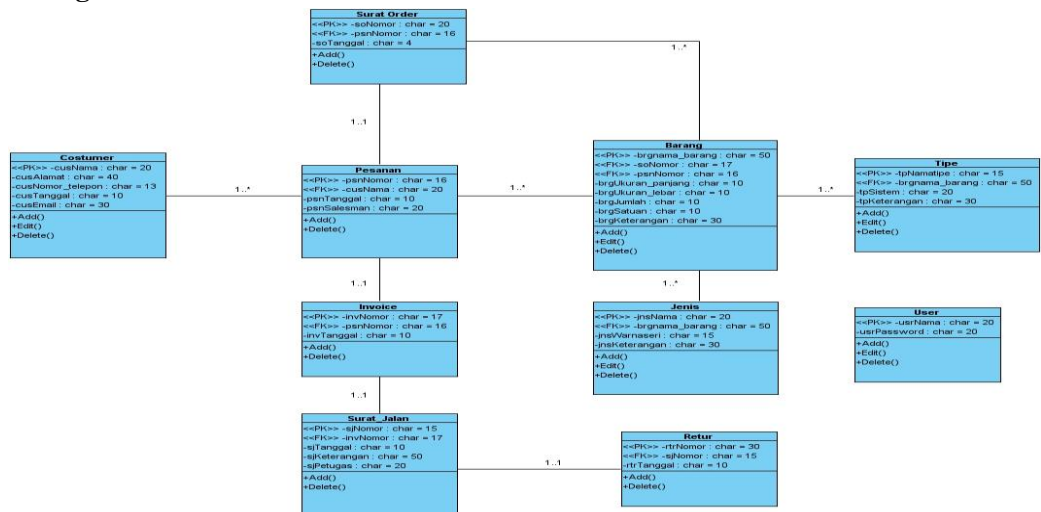 Surat Order
<<PK>> -soNomor : char = 20
<<FK>> -psnNomor : char = 16
-soTanggal : char = 4
+Add()
+Delete()
1..*
1..1
Costumer
<<PK>> -cusNama : char = 20
-cusAlamat : char = 40
-cusNomor_telepon : char = 13
-cusTanggal : char = 10
-cusEmail : char = 30
+Add()
+Edit()
+Delete()
1..*
Pesanan
<<PK>> -psnNomor : char = 16
<<FK>> -cusNama : char = 20
-psnTanggal : char = 10
-psnSalesman : char = 20
+Add()
+Delete()
1..*
Barang
<<PK>> -brgnama_barang : char = 50
<<FK>> -soNomor : char = 17
<<FK>> -psnNomor : char = 16
-brgUkuran_panjang : char = 10
-brgUkuran_lebar : char = 10
-brgJumlah : char = 10
-brgSatuan : char = 10
-brgKeterangan : char = 30
+Add()
+Edit()
+Delete()
1..*
Tipe
<<PK>> -tpNamatipe : char = 15
<<FK>> -brgnama_barang : char = 50
-tpSistem : char = 20
-tpKeterangan : char = 30
+Add()
+Edit()
+Delete()
1..1
1..*
Invoice
<<PK>> -invNomor : char = 17
<<FK>> -psnNomor : char = 16
-invTanggal : char = 10
+Add()
+Delete()
Jenis
<<PK>> -jnsNama : char = 20
<<FK>> -brgnama_barang : char = 50
-jnsWarnaseri : char = 15
-jnsKeterangan : char = 30
+Add()
+Edit()
+Delete()
User
<<PK>> -usrNama : char = 20
-usrPassword : char = 20
+Add()
+Edit()
+Delete()
1..1
Surat_Jalan
<<PK>> -sjNomor : char = 15
<<FK>> -invNomor : char = 17
-sjTanggal : char = 10
-sjKeterangan : char = 50
-sjPetugas : char = 20
+Add()
+Delete()
1..1
Retur
<<PK>> -rtrNomor : char = 30
<<FK>> -sjNomor : char = 15
-rtrTanggal : char = 10
+Add()
+Delete()